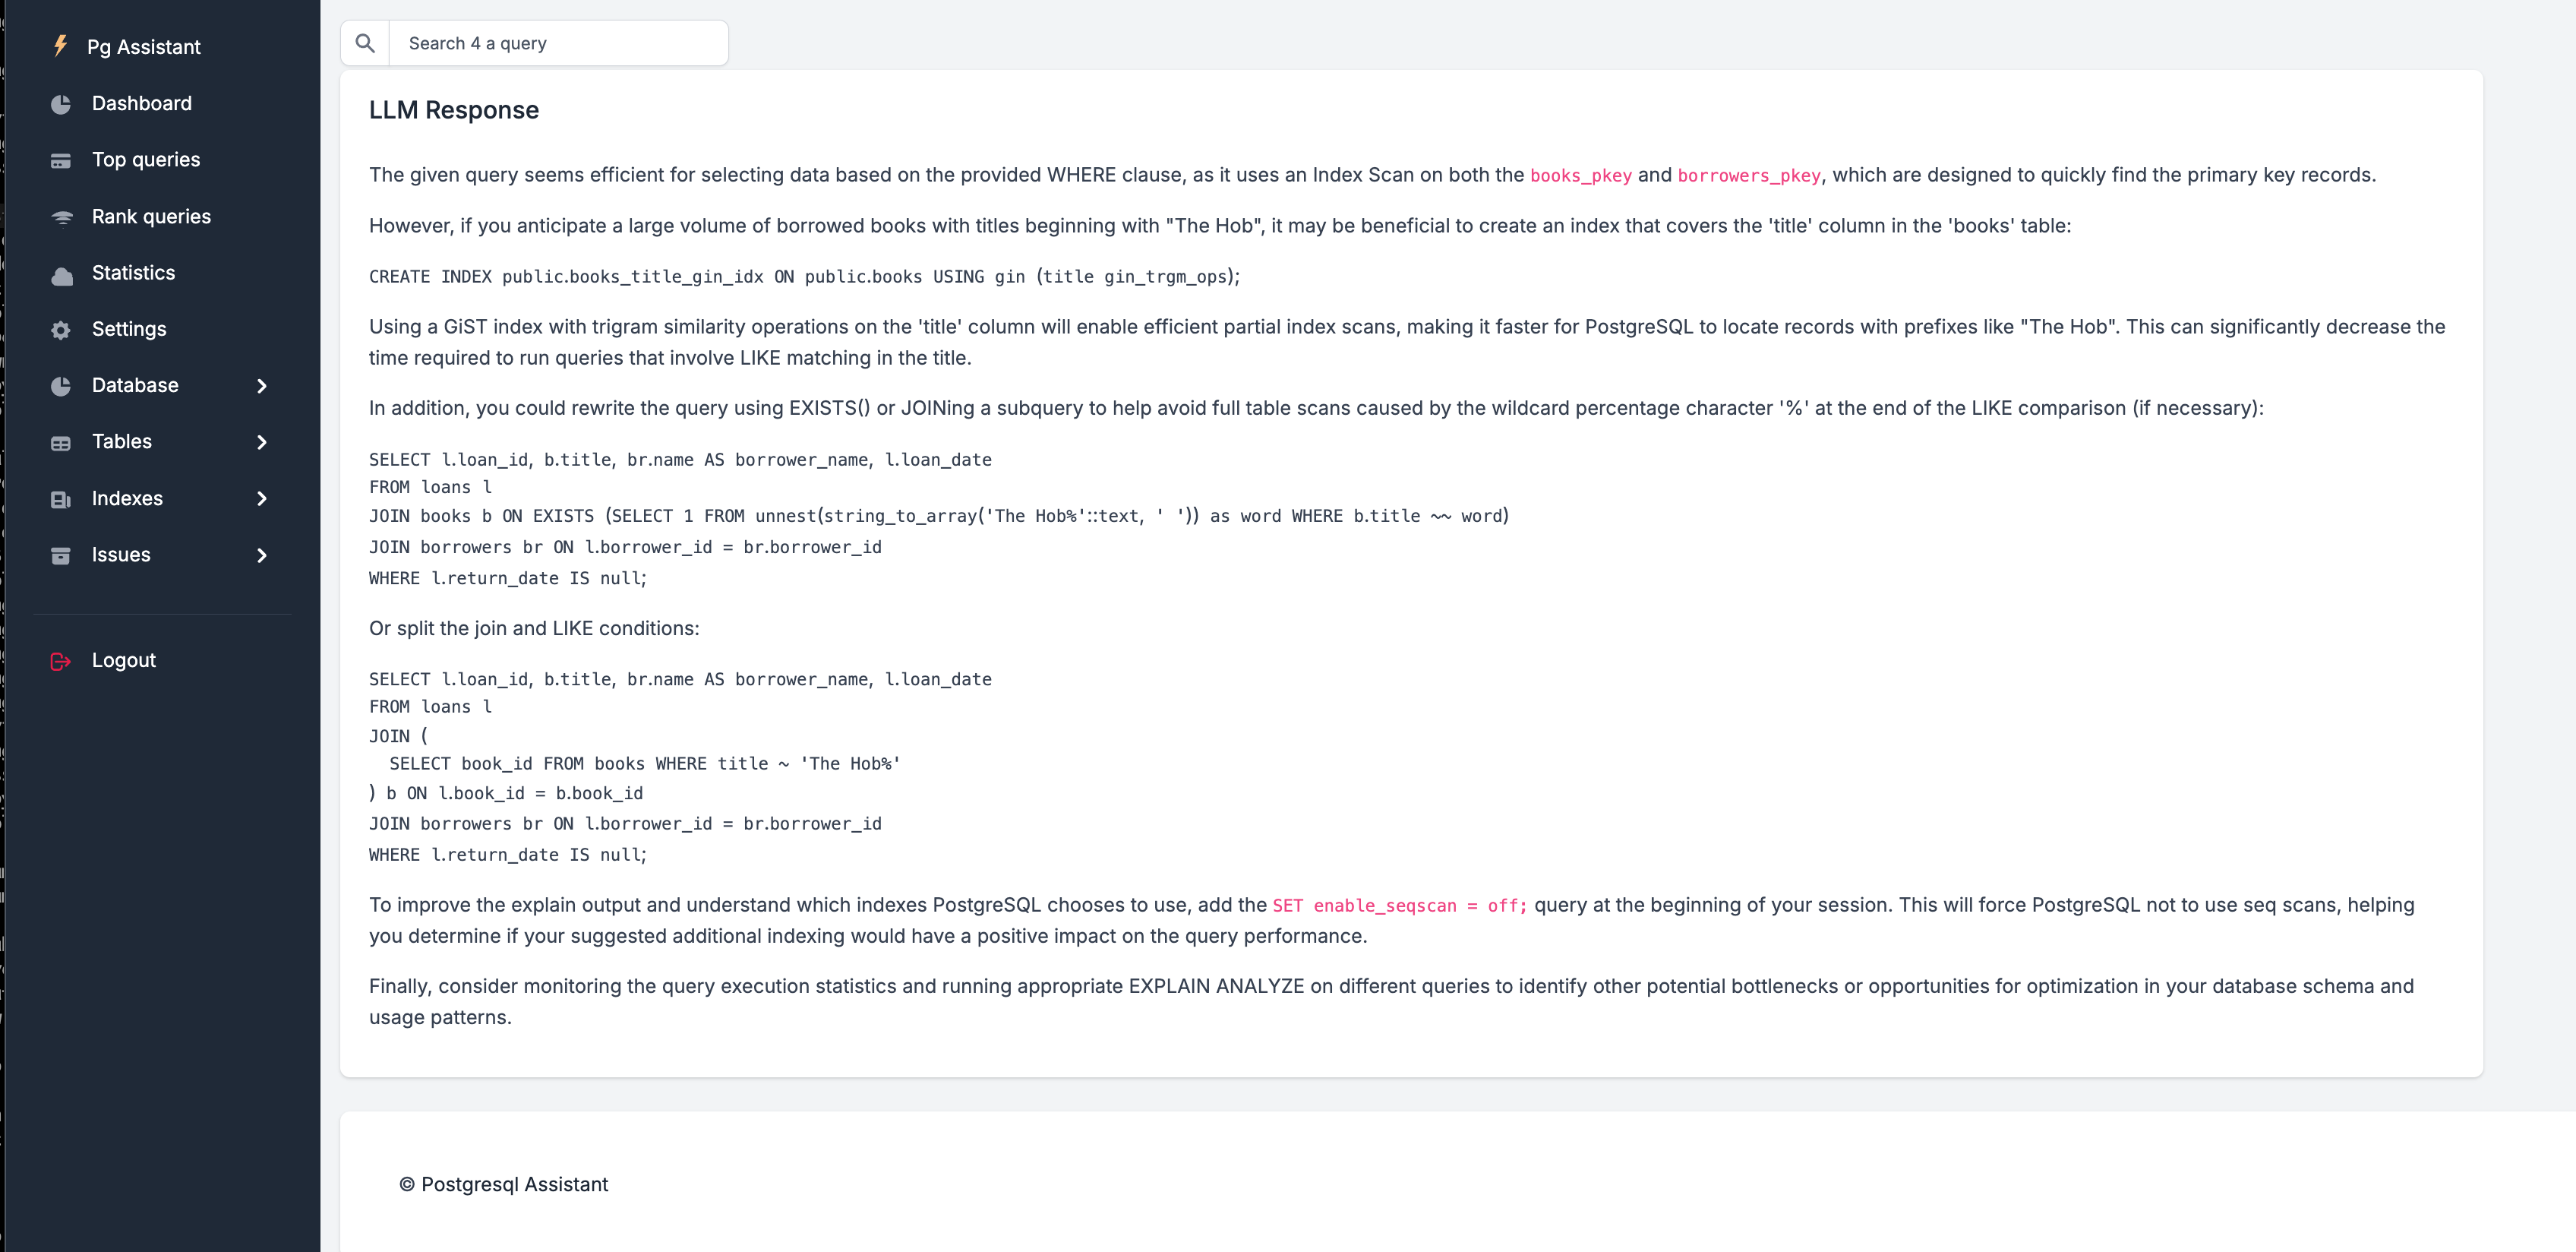 Pg Assistant
Dashboard
Top queries
Rank queries
Statistics
Settings
Database
Tables
Indexes
Issues
Logout
Search 4 a query
LLM Response
The given query seems efficient for selecting data based on the provided WHERE clause, as it uses an Index Scan on both the books_pkey and borrowers_pkey, which are designed to quickly find the primary key records.
However, if you anticipate a large volume of borrowed books with titles beginning with "The Hob", it may be beneficial to create an index that covers the 'title' column in the 'books' table:
CREATE INDEX public.books_title_gin_idx ON public.books USING gin (title gin_trgm_ops);
Using a GiST index with trigram similarity operations on the 'title' column will enable efficient partial index scans, making it faster for PostgreSQL to locate records with prefixes like "The Hob". This can significantly decrease the
time required to run queries that involve LIKE matching in the title.
In addition, you could rewrite the query using EXISTS() or JOINing a subquery to help avoid full table scans caused by the wildcard percentage character '%' at the end of the LIKE comparison (if necessary):
SELECT l.loan_id, b.title, br.name AS borrower_name, l.loan_date
FROM loans l
JOIN books b ON EXISTS (SELECT 1 FROM unnest(string_to_array('The Hob%'::text, ' ')) as word WHERE b.title ~~ word)
JOIN borrowers br ON l.borrower_id = br.borrower_id
WHERE l.return_date IS null;
Or split the join and LIKE conditions:
SELECT l.loan_id, b.title, br.name AS borrower_name, l.loan_date
FROM loans l
JOIN (
  SELECT book_id FROM books WHERE title ~ 'The Hob%'
) b ON l.book_id = b.book_id
JOIN borrowers br ON l.borrower_id = br.borrower_id
WHERE l.return_date IS null;
To improve the explain output and understand which indexes PostgreSQL chooses to use, add the SET enable_seqscan = off; query at the beginning of your session. This will force PostgreSQL not to use seq scans, helping
you determine if your suggested additional indexing would have a positive impact on the query performance.
Finally, consider monitoring the query execution statistics and running appropriate EXPLAIN ANALYZE on different queries to identify other potential bottlenecks or opportunities for optimization in your database schema and
usage patterns.
© Postgresql Assistant